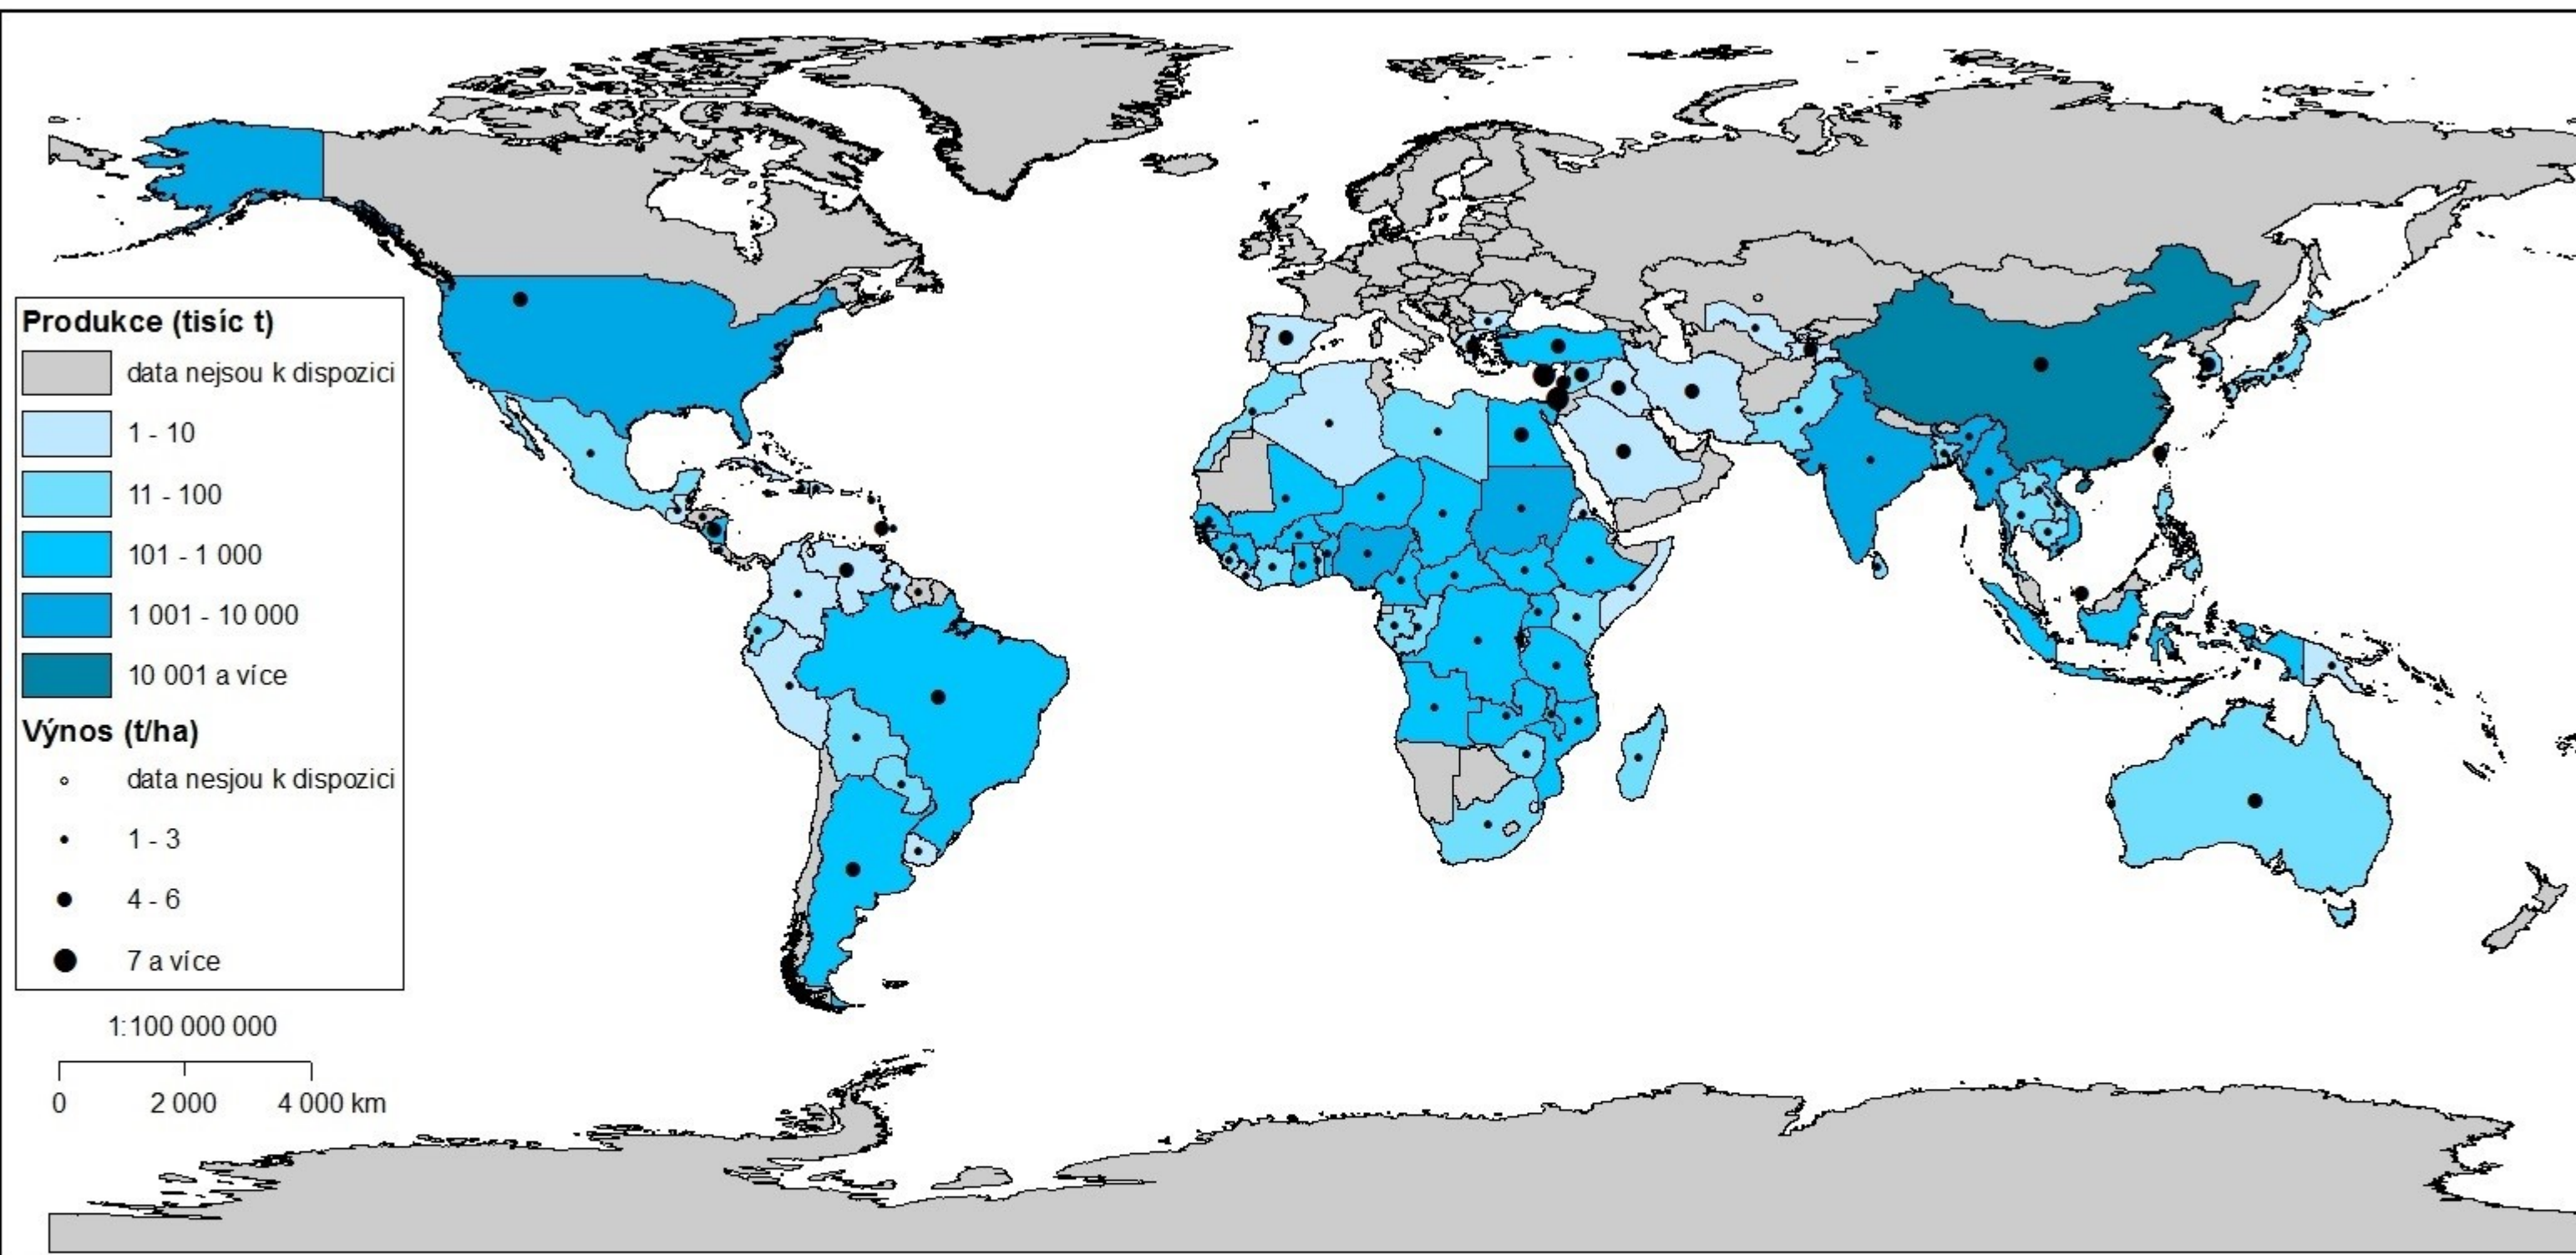 Produkce (tisíc t)
data nejsou k dispozici
1 - 10
11 - 100
101 - 1 000
1 001 - 10 000
10 001 a více
Výnos (t/ha)
data nesjou k dispozici
1 - 3
4 - 6
7 a více
1:100 000 000
0 2 000 4 000 km